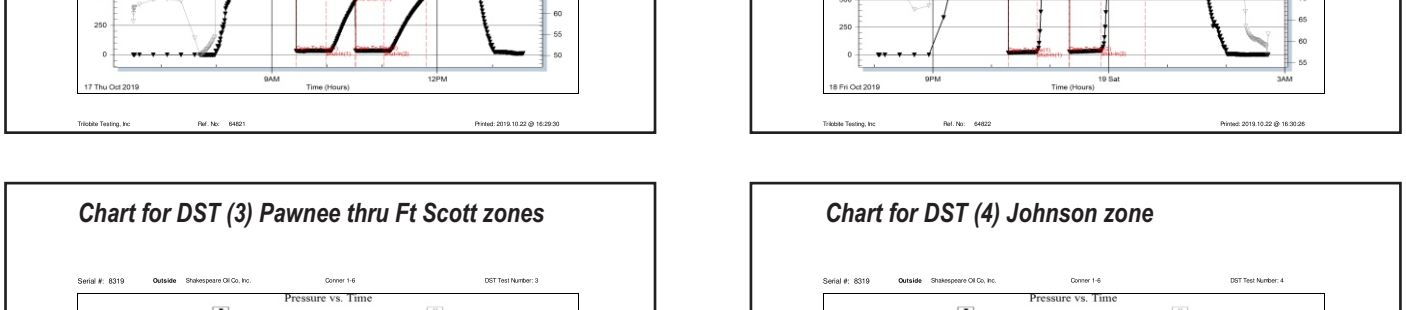 250
0
60
55
50
9AM
12PM
17 Thu Oct 2019
Time (Hours)
Trilobite Testing, Inc
Ref. No: 64821
Printed: 2019.10.22 @ 16:29:30
500
250
0
70
65
60
55
9PM
19 Sat
3AM
18 Fri Oct 2019
Time (Hours)
Trilobite Testing, Inc
Ref. No: 64822
Printed: 2019.10.22 @ 16:30:26
Chart for DST (3) Pawnee thru Ft Scott zones
Serial #: 8319 Outside Shakespeare Oil Co, Inc. Conner 1-6 DST Test Number: 3
Pressure vs. Time
Chart for DST (4) Johnson zone
Serial #: 8319 Outside Shakespeare Oil Co, Inc. Conner 1-6 DST Test Number: 4
Pressure vs. Time